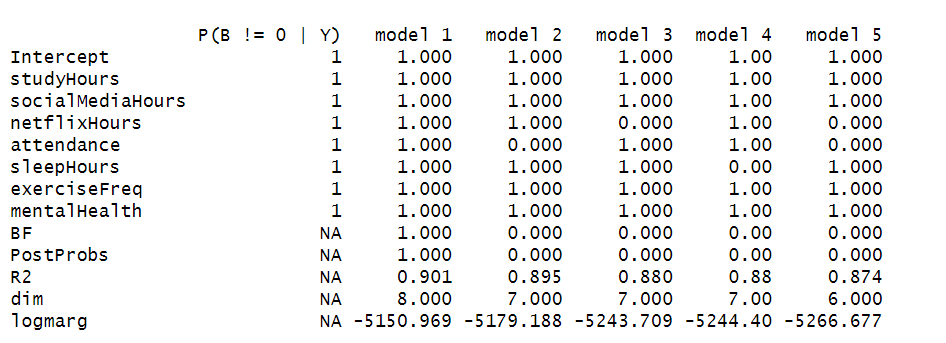 P(B != 0 | Y) model 1 model 2 model 3 model 4 model 5
Intercept 1 1.000 1.000 1.000 1.00 1.000
studyHours 1 1.000 1.000 1.000 1.00 1.000
socialMediaHours 1 1.000 1.000 1.000 1.00 1.000
netflixHours 1 1.000 1.000 0.000 1.00 0.000
attendance 1 1.000 0.000 1.000 1.00 0.000
sleepHours 1 1.000 1.000 1.000 0.00 1.000
exerciseFreq 1 1.000 1.000 1.000 1.00 1.000
mentalHealth 1 1.000 1.000 1.000 1.00 1.000
BF NA 1.000 0.000 0.000 0.00 0.000
PostProbs NA 1.000 0.000 0.000 0.00 0.000
R2 NA 0.901 0.895 0.880 0.88 0.874
dim NA 8.000 7.000 7.000 7.00 6.000
logmarg NA -5150.969 -5179.188 -5243.709 -5244.40 -5266.677